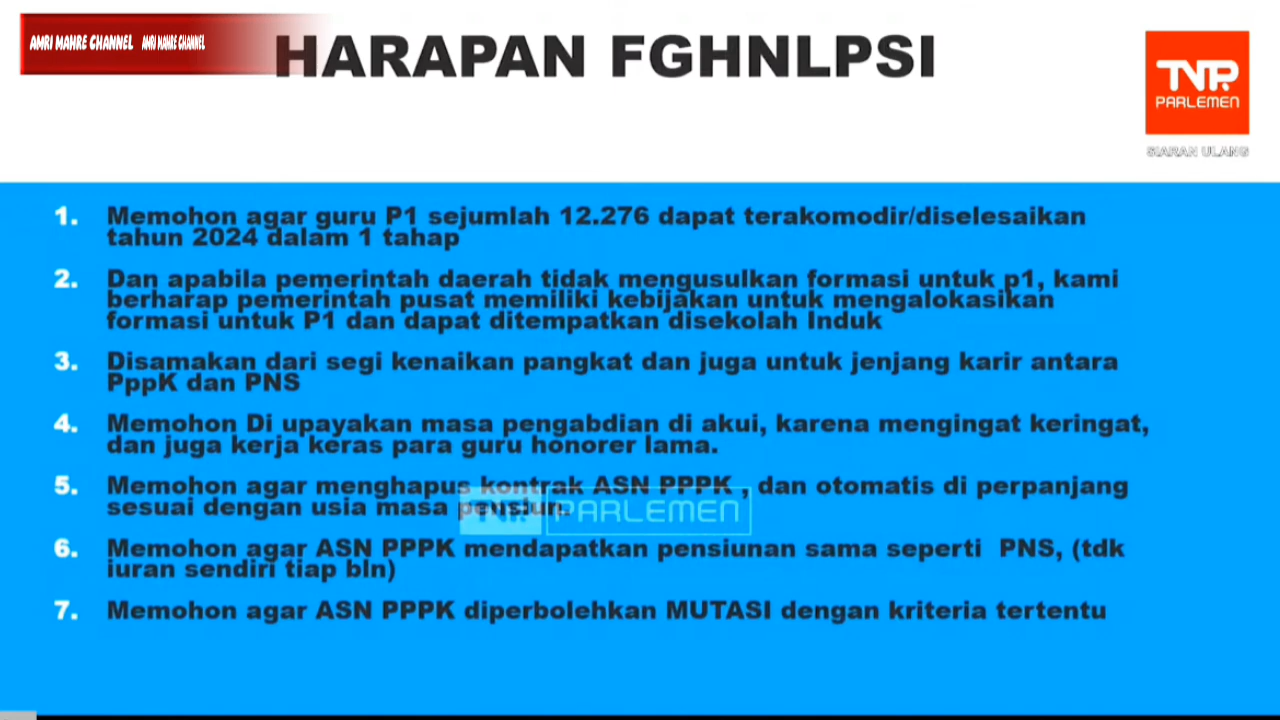 AMRI MAHRE CHANNEL AMRI MAHRE CHANNEL
HARAPAN FGHNLPSI
TVR
PARLEMEN
SIARAN ULANG
1. Memohon agar guru P1 sejumlah 12.276 dapat terakomodir/diselesaikan
tahun 2024 dalam 1 tahap
2. Dan apabila pemerintah daerah tidak mengusulkan formasi untuk p1, kami
berharap pemerintah pusat memiliki kebijakan untuk mengalokasikan
formasi untuk P1 dan dapat ditempatkan disekolah Induk
3. Disamakan dari segi kenaikan pangkat dan juga untuk jenjang karir antara
PppK dan PNS
4. Memohon Di upayakan masa pengabdian di akui, karena mengingat keringat,
dan juga kerja keras para guru honorer lama.
5. Memohon agar menghapus kontrak ASN PPPK , dan otomatis di perpanjang
sesuai dengan usia masa pensiun.
TVR PARLEMEN
6. Memohon agar ASN PPPK mendapatkan pensiunan sama seperti  PNS, (tdk
iuran sendiri tiap bln)
7. Memohon agar ASN PPPK diperbolehkan MUTASI dengan kriteria tertentu